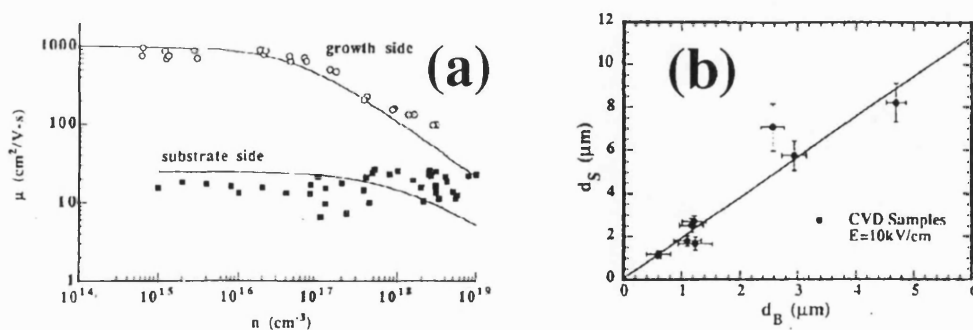 1000
100
10
1
μ (cm²/V-s)
growth side
substrate side
(a)
10¹⁴
10¹⁵
10¹⁶
10¹⁷
10¹⁸
10¹⁹
n (cm⁻³)
12
10
8
6
4
2
0
d_S (μm)
(b)
CVD Samples
E=10kV/cm
0
1
2
3
4
5
6
d_B (μm)